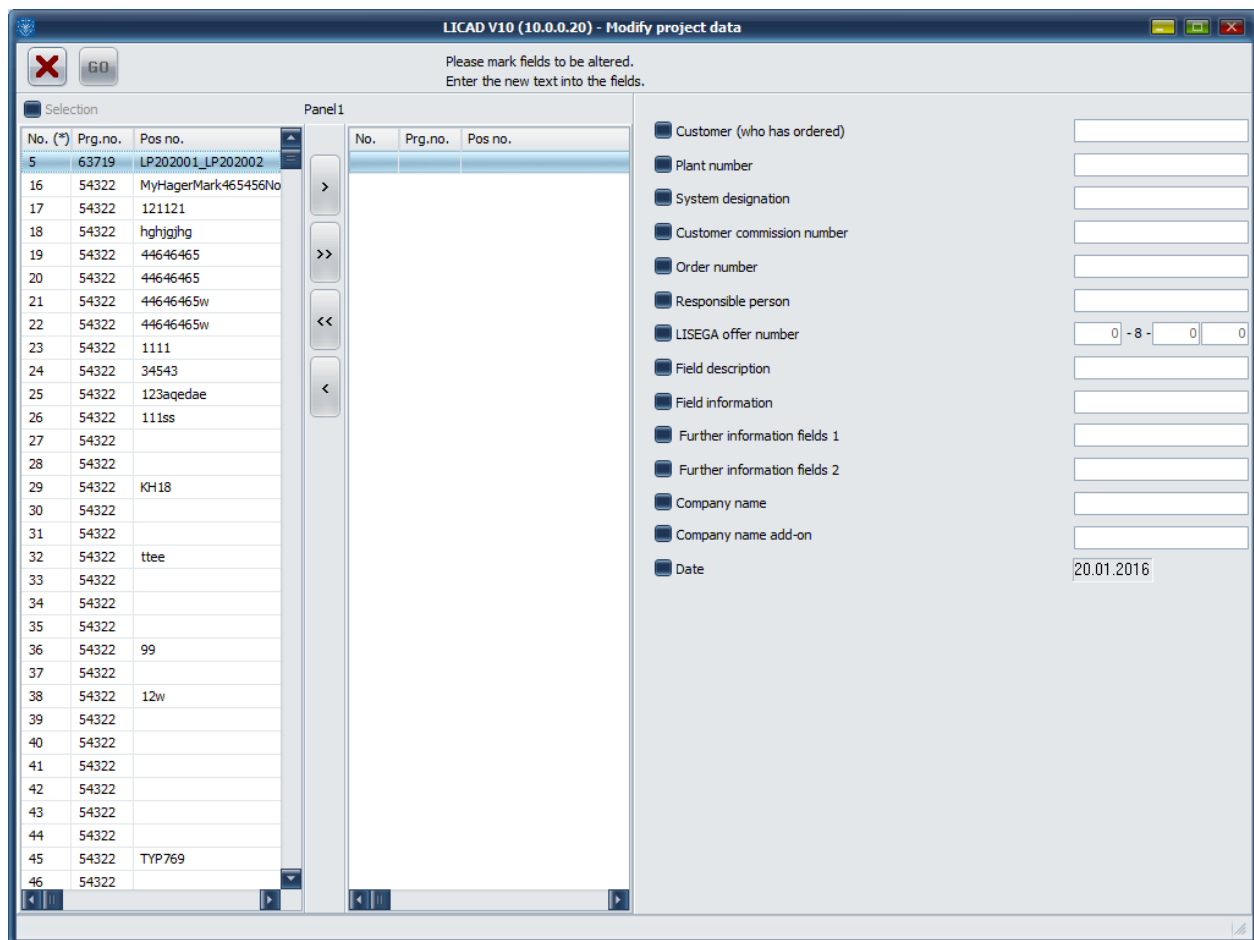 LICAD V10 (10.0.0.20) - Modify project data
GO
Please mark fields to be altered.
Enter the new text into the fields.
Selection
Panel1
No. (*) Prg.no. Pos no.
5 63719 LP202001_LP202002
16 54322 MyHagerMark465456No
17 54322 121121
18 54322 hghjgjhg
19 54322 44646465
20 54322 44646465
21 54322 44646465w
22 54322 44646465w
23 54322 1111
24 54322 34543
25 54322 123aqedae
26 54322 111ss
27 54322
28 54322
29 54322 KH18
30 54322
31 54322
32 54322 ttee
33 54322
34 54322
35 54322
36 54322 99
37 54322
38 54322 12w
39 54322
40 54322
41 54322
42 54322
43 54322
44 54322
45 54322 TYP769
46 54322
>
>>
<<
<
No. Prg.no. Pos no.
Customer (who has ordered)
Plant number
System designation
Customer commission number
Order number
Responsible person
LISEGA offer number 0 - 8 - 0 0
Field description
Field information
Further information fields 1
Further information fields 2
Company name
Company name add-on
Date 20.01.2016